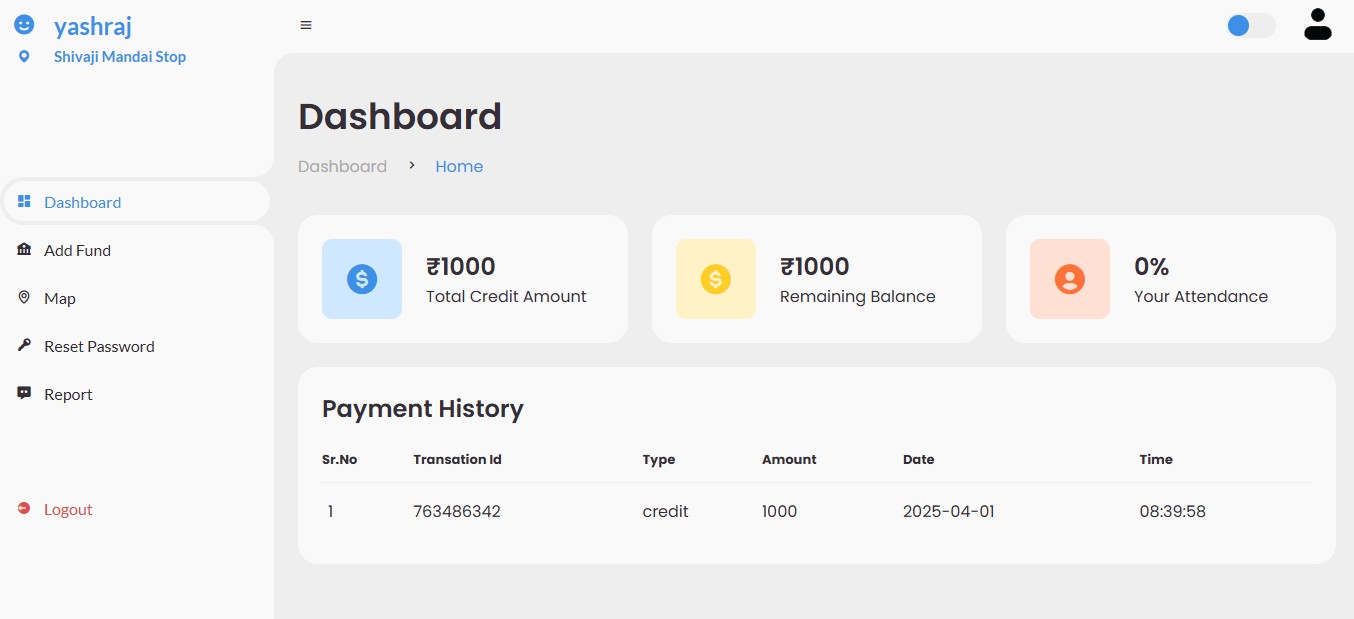 yashraj
Shivaji Mandai Stop
Dashboard
Add Fund
Map
Reset Password
Report
Logout
Dashboard
Dashboard > Home
₹1000
Total Credit Amount
₹1000
Remaining Balance
0%
Your Attendance
Payment History
Sr.No Transation Id Type Amount Date Time
1 763486342 credit 1000 2025-04-01 08:39:58